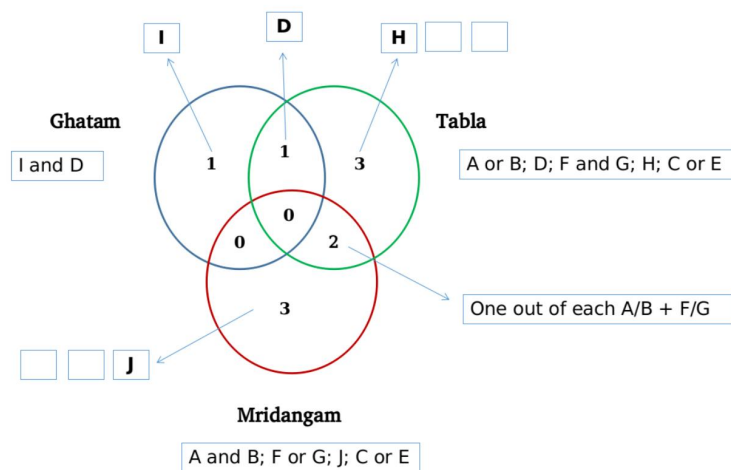 I
D
H
Ghatam
Tabla
I and D
1
1
3
A or B; D; F and G; H; C or E
0
0
2
3
One out of each A/B + F/G
J
Mridangam
A and B; F or G; J; C or E